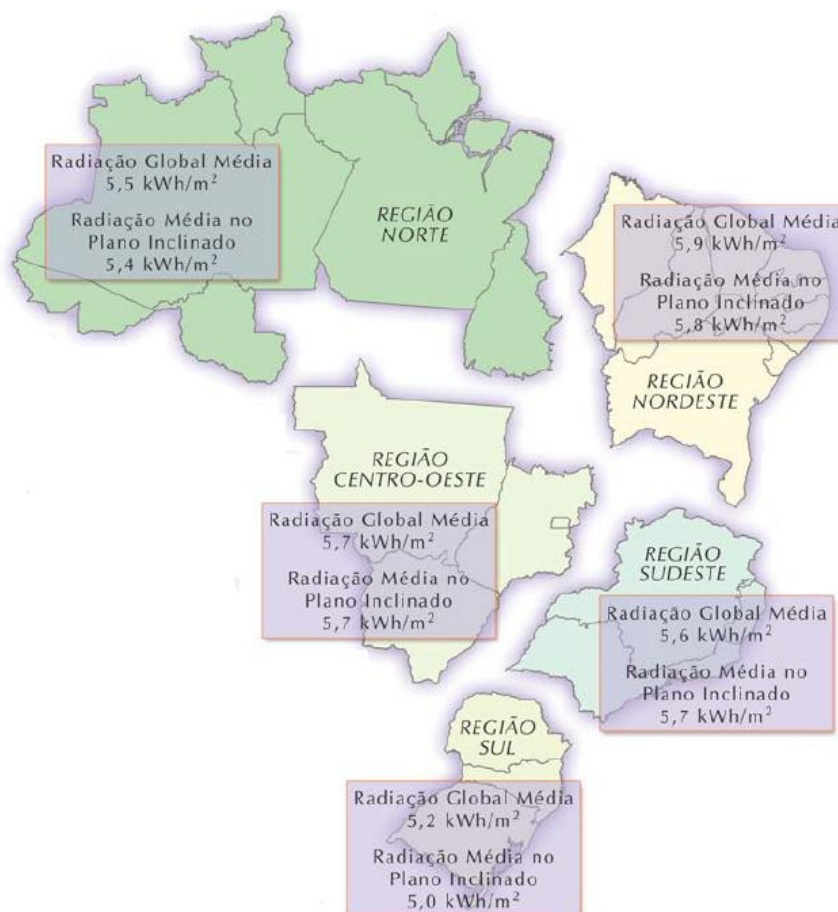 Radiação Global Média
5,5 kWh/m²
Radiação Média no
Plano Inclinado
5,4 kWh/m²
REGIÃO
NORTE
Radiação Global Média
5,9 kWh/m²
Radiação Média no
Plano Inclinado
5,8 kWh/m²
REGIÃO
NORDESTE
REGIÃO
CENTRO-OESTE
Radiação Global Média
5,7 kWh/m²
Radiação Média no
Plano Inclinado
5,7 kWh/m²
REGIÃO
SUDESTE
Radiação Global Média
5,6 kWh/m²
Radiação Média no
Plano Inclinado
5,7 kWh/m²
REGIÃO
SUL
Radiação Global Média
5,2 kWh/m²
Radiação Média no
Plano Inclinado
5,0 kWh/m²